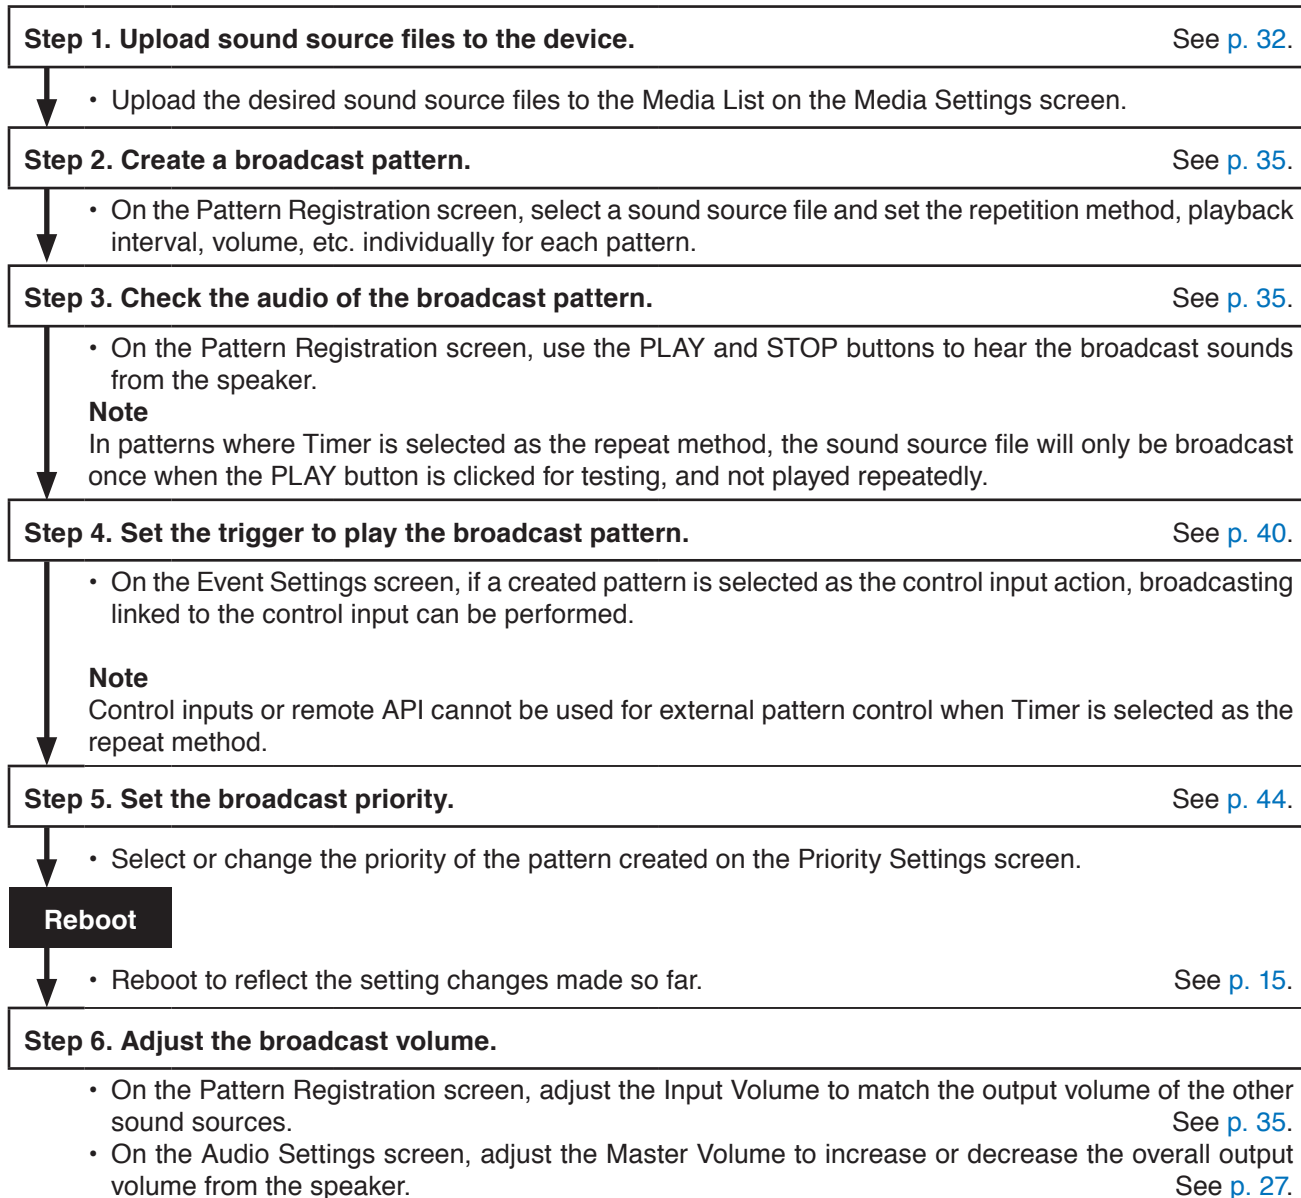 Step 1. Upload sound source files to the device. See p. 32.
• Upload the desired sound source files to the Media List on the Media Settings screen.
Step 2. Create a broadcast pattern. See p. 35.
• On the Pattern Registration screen, select a sound source file and set the repetition method, playback
interval, volume, etc. individually for each pattern.
Step 3. Check the audio of the broadcast pattern. See p. 35.
• On the Pattern Registration screen, use the PLAY and STOP buttons to hear the broadcast sounds
from the speaker.
Note
In patterns where Timer is selected as the repeat method, the sound source file will only be broadcast
once when the PLAY button is clicked for testing, and not played repeatedly.
Step 4. Set the trigger to play the broadcast pattern. See p. 40.
• On the Event Settings screen, if a created pattern is selected as the control input action, broadcasting
linked to the control input can be performed.
Note
Control inputs or remote API cannot be used for external pattern control when Timer is selected as the
repeat method.
Step 5. Set the broadcast priority. See p. 44.
• Select or change the priority of the pattern created on the Priority Settings screen.
Reboot
• Reboot to reflect the setting changes made so far. See p. 15.
Step 6. Adjust the broadcast volume.
• On the Pattern Registration screen, adjust the Input Volume to match the output volume of the other
sound sources. See p. 35.
• On the Audio Settings screen, adjust the Master Volume to increase or decrease the overall output
volume from the speaker. See p. 27.